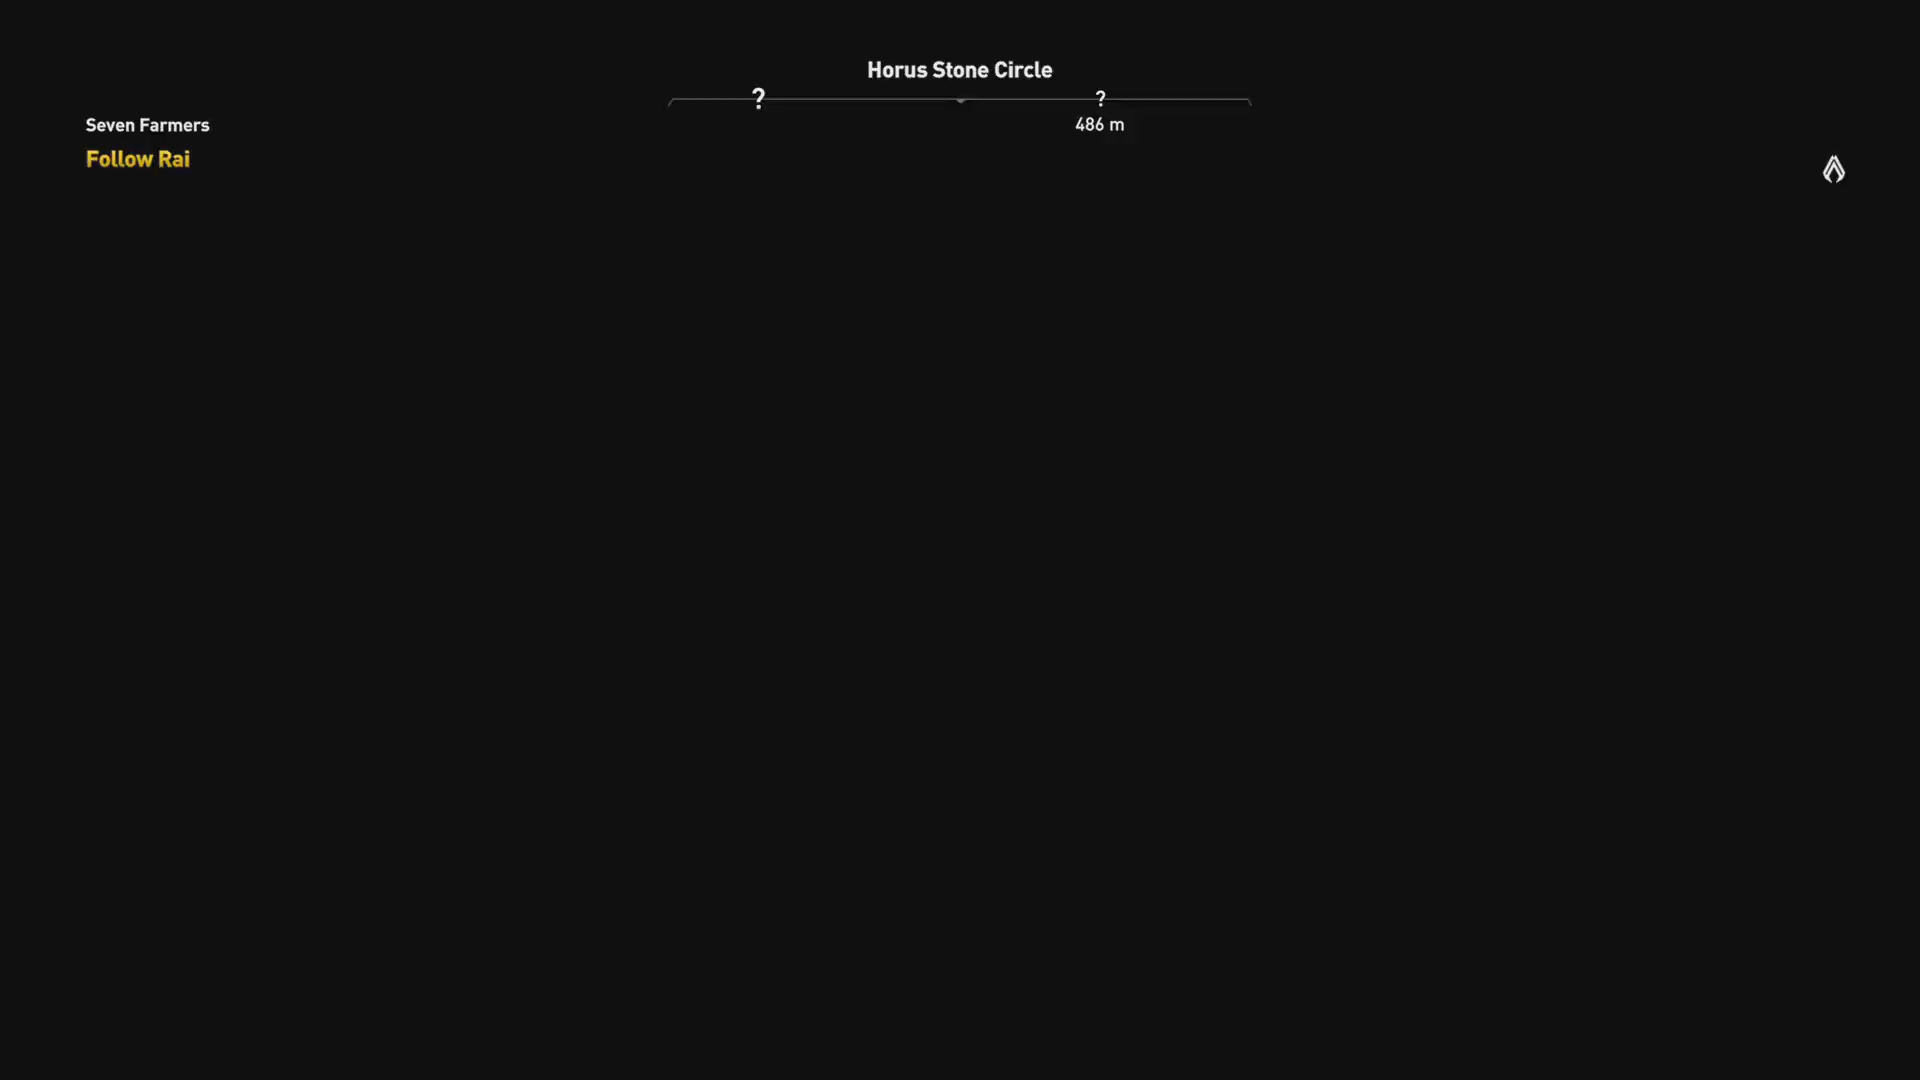 Horus Stone Circle
? ?
486 m
Seven Farmers
Follow Rai